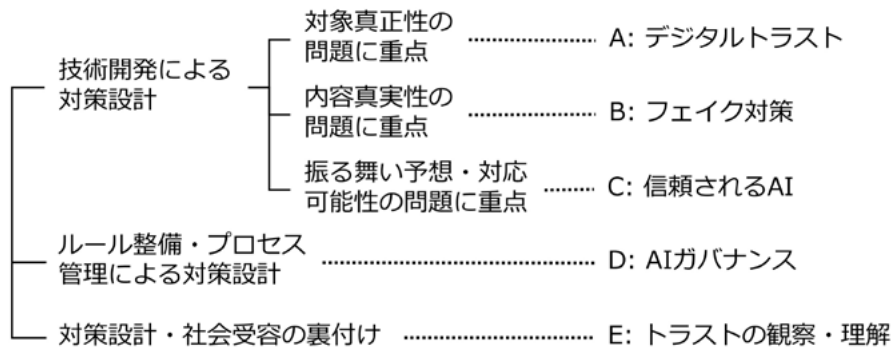 対象真正性の
問題に重点
A: デジタルトラスト
技術開発による
対策設計
内容真実性の
問題に重点
B: フェイク対策
振る舞い予想・対応
可能性の問題に重点
C: 信頼されるAI
ルール整備・プロセス
管理による対策設計
D: AIガバナンス
対策設計・社会受容の裏付け
E: トラストの観察・理解